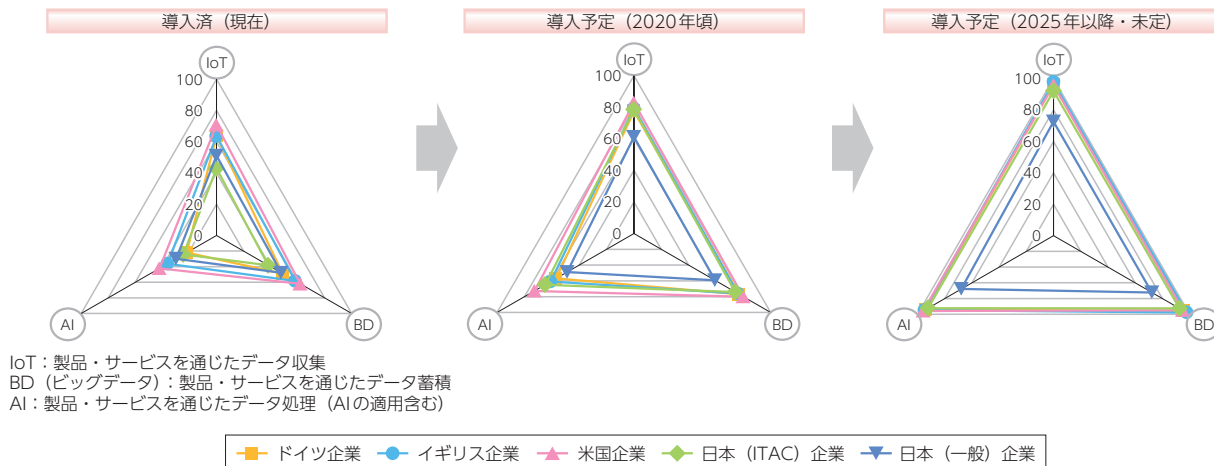 導入済（現在）
導入予定（2020年頃）
導入予定（2025年以降・未定）
IoT
100
80
60
40
20
0
AI
BD
IoT
100
80
60
40
20
0
AI
BD
IoT
100
80
60
40
20
0
AI
BD
IoT：製品・サービスを通じたデータ収集
BD（ビッグデータ）：製品・サービスを通じたデータ蓄積
AI：製品・サービスを通じたデータ処理（AIの適用含む）
ドイツ企業 イギリス企業 米国企業 日本（ITAC）企業 日本（一般）企業